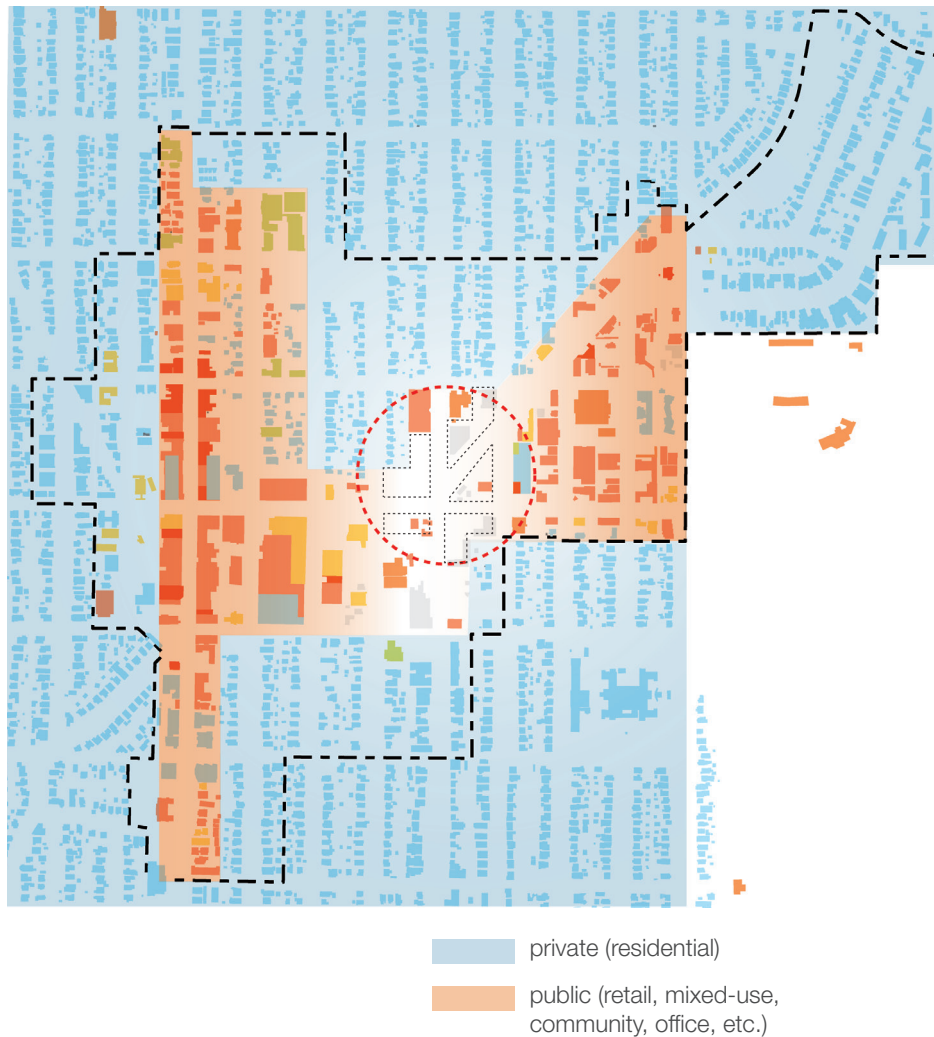 private (residential)
public (retail, mixed-use,
community, office, etc.)